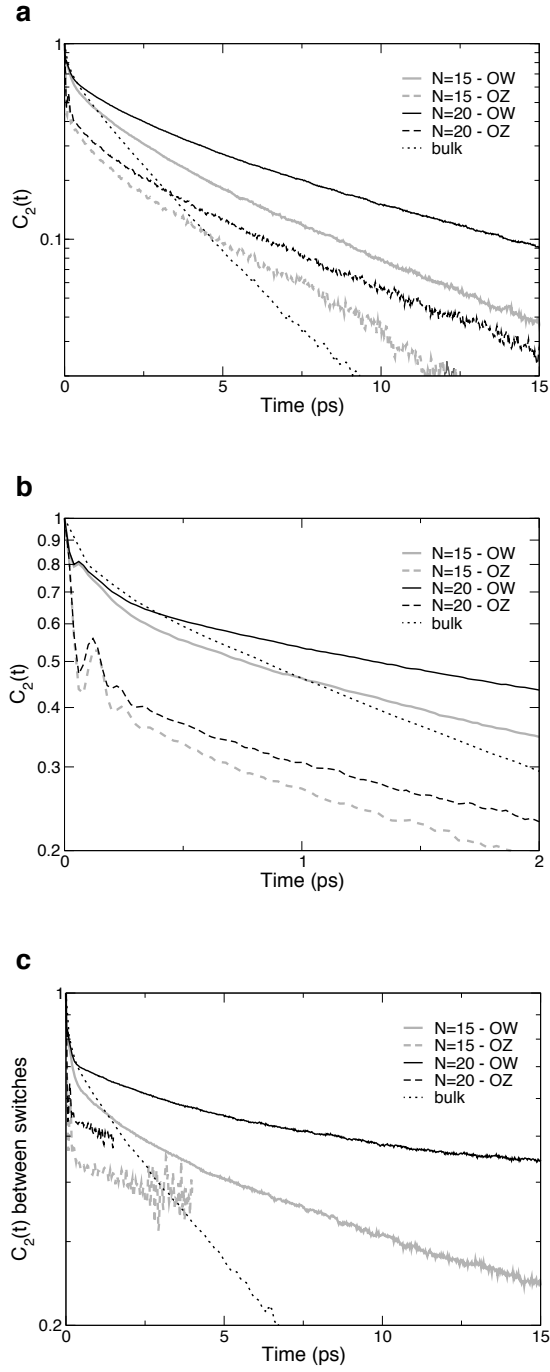 a
1
N=15 - OW
N=15 - OZ
N=20 - OW
N=20 - OZ
bulk
C2(t)
0.1
0
5
10
15
Time (ps)
b
1
0.9
0.8
0.7
0.6
0.5
0.4
0.3
0.2
N=15 - OW
N=15 - OZ
N=20 - OW
N=20 - OZ
bulk
C2(t)
0
1
2
Time (ps)
c
1
N=15 - OW
N=15 - OZ
N=20 - OW
N=20 - OZ
bulk
C2(t) between switches
0.2
0
5
10
15
Time (ps)